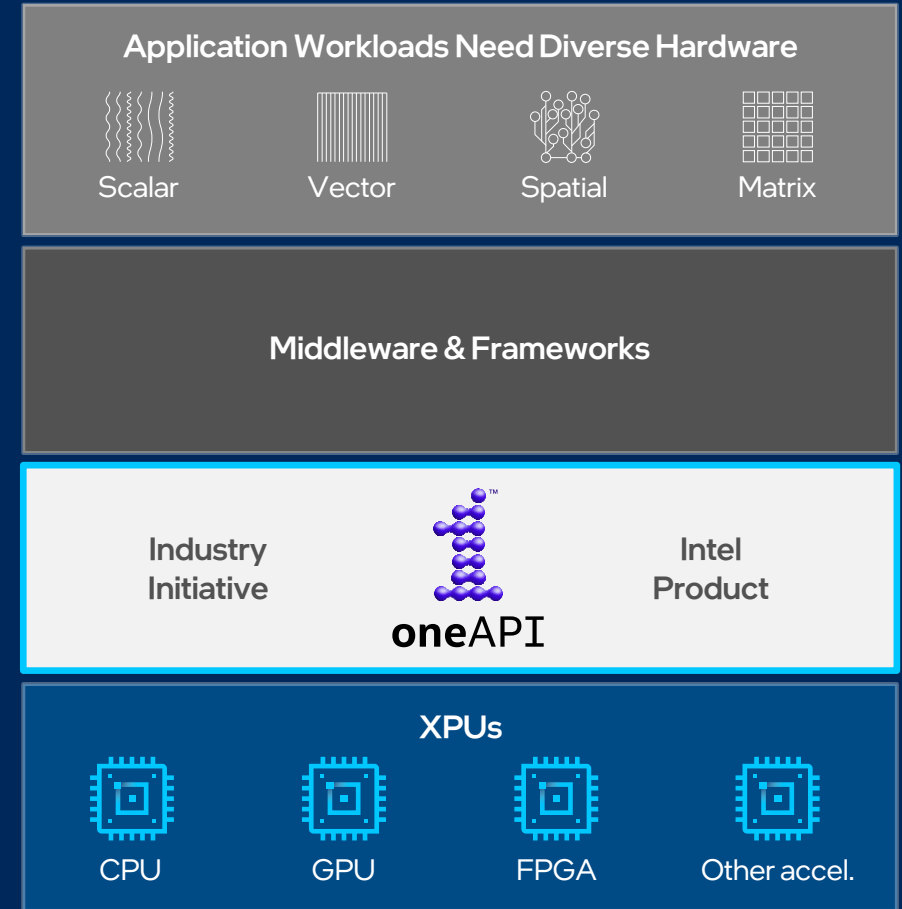 Application Workloads Need Diverse Hardware
Scalar
Vector
Spatial
Matrix
Middleware & Frameworks
Industry
Initiative
™
oneAPI
Intel
Product
XPUs
CPU
GPU
FPGA
Other accel.